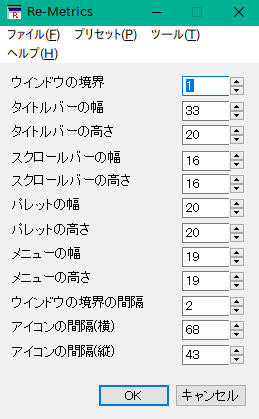 Re-Metrics
ファイル(F) プリセット(P) ツール(T)
ヘルプ(H)
ウインドウの境界 1
タイトルバーの幅 33
タイトルバーの高さ 20
スクロールバーの幅 16
スクロールバーの高さ 16
パレットの幅 20
パレットの高さ 20
メニューの幅 19
メニューの高さ 19
ウインドウの境界の間隔 2
アイコンの間隔(横) 68
アイコンの間隔(縦) 43
OK キャンセル